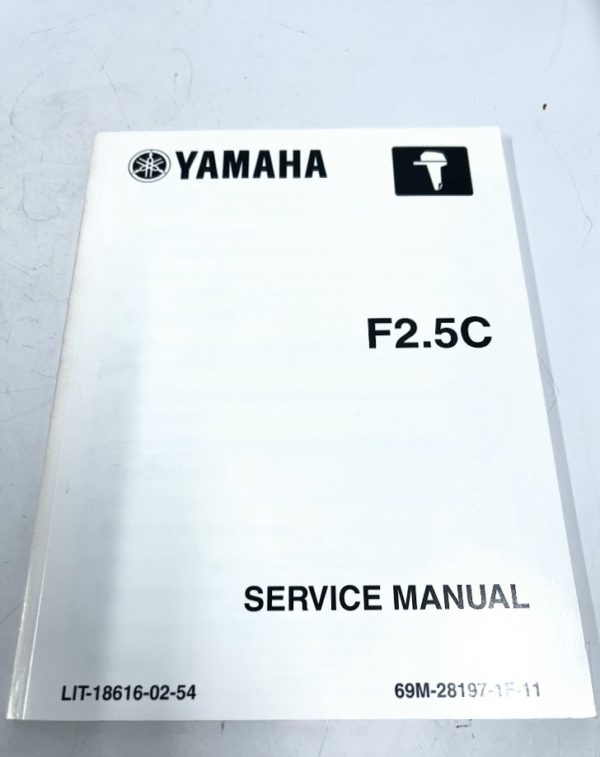 YAMAHA
F2.5C
SERVICE MANUAL
LIT-18616-02-54
69M-28197-1F-11